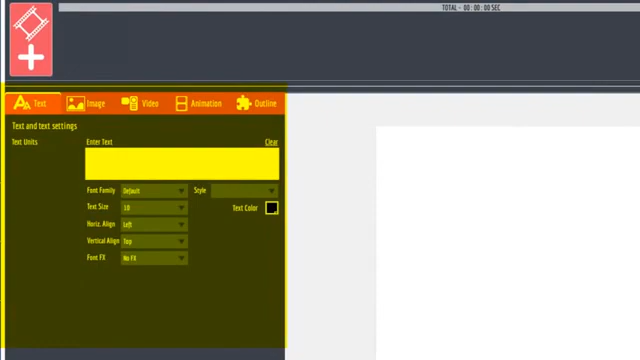 TOTAL - 00: 00: 00 SEC
Text Image Video Animation Outline
Text and text settings
Text Units Enter Text Clear
Font Family Default Style
Text Size 10 Text Color
Horiz. Align Left
Vertical Align Top
Font FX No FX